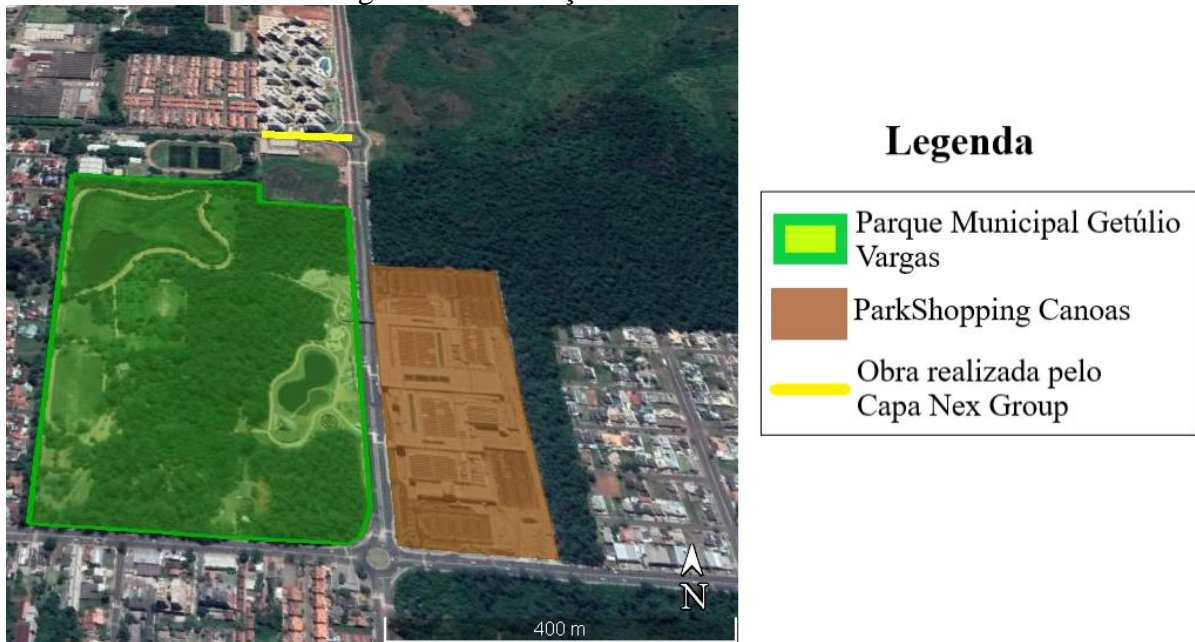 Legenda
Parque Municipal Getúlio
Vargas
ParkShopping Canoas
Obra realizada pelo
Capa Nex Group
N
400 m